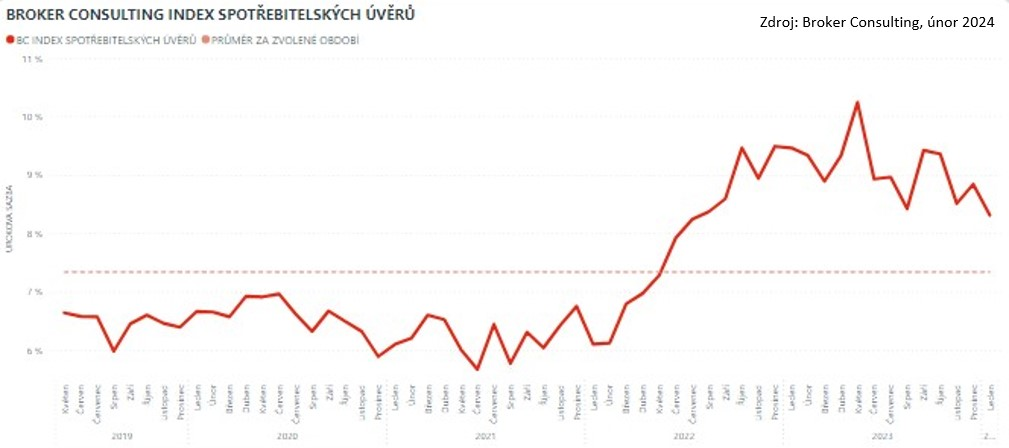 BROKER CONSULTING INDEX SPOTŘEBITELSKÝCH ÚVĚRŮ
Zdroj: Broker Consulting, únor 2024
BC INDEX SPOTŘEBITELSKÝCH ÚVĚRŮ PRŮMĚR ZA ZVOLENÉ OBDOBÍ
11 %
10 %
9 %
8 %
7 %
6 %
ÚROKOVÁ SAZBA
Květen Červen Červenec Srpen Září Říjen Listopad Prosinec Leden Únor Březen Duben Květen Červen Červenec Srpen Září Říjen Listopad Prosinec Leden Únor Březen Duben Květen Červen Červenec Srpen Září Říjen Listopad Prosinec Leden Únor Březen Duben Květen Červen Červenec Srpen Září Říjen Listopad Prosinec Leden Únor Březen Duben Květen Červen Červenec Srpen Září Říjen Listopad Prosinec Leden
2019 2020 2021 2022 2023 2...